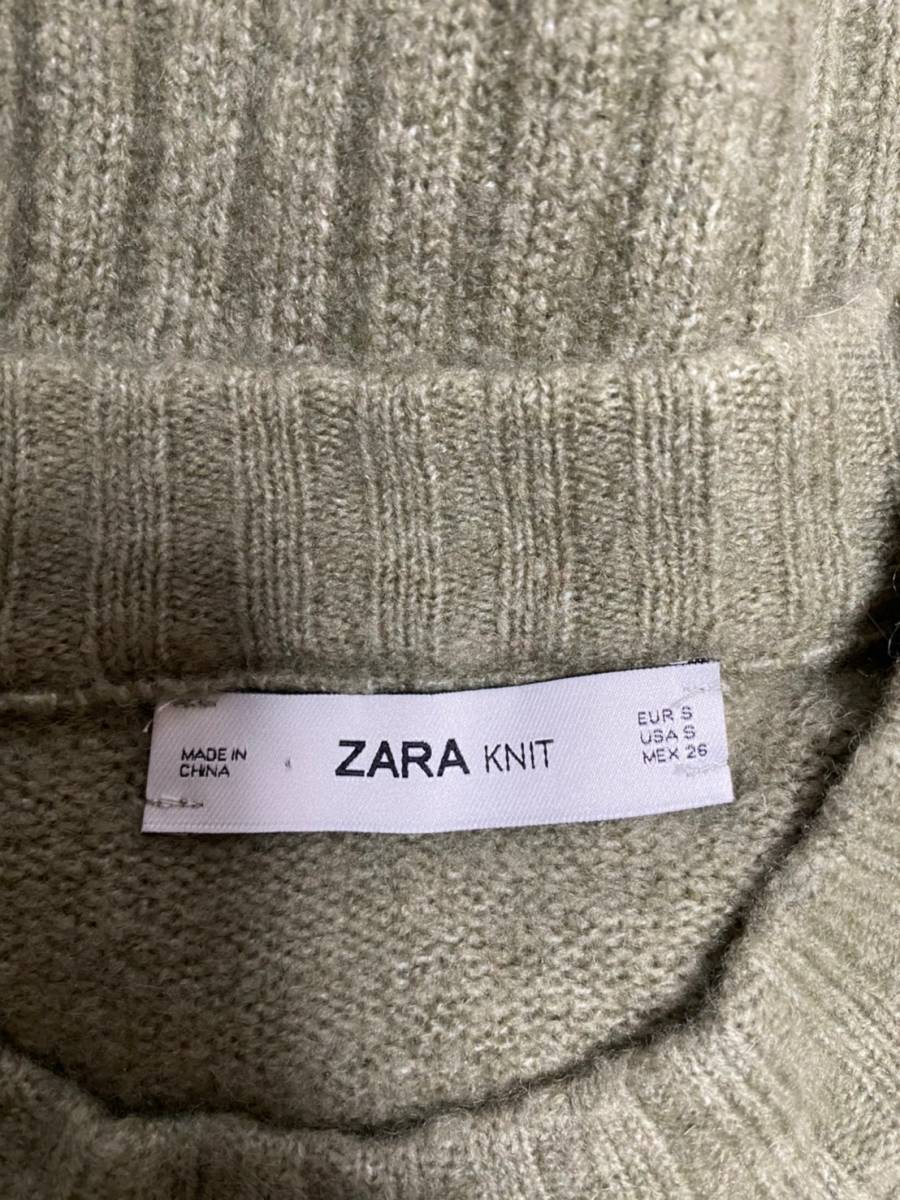 MADE IN
CHINA
ZARA KNIT
EUR S
USA S
MEX 26